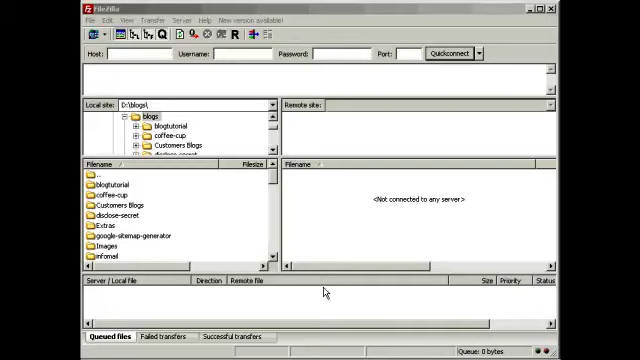 FileZilla
File Edit View Transfer Server Help New version available!
Host: Username: Password: Port: Quickconnect
Local site: D:\blogs\ Remote site:
blogs
blogtutorial
coffee-cup
Customers Blogs
disclose-secret
Filename Filesize Filename
..
blogtutorial
coffee-cup
<Not connected to any server>
Customers Blogs
disclose-secret
Extras
google-sitemap-generator
Images
infomail
Server / Local file Direction Remote file Size Priority Status
Queued files Failed transfers Successful transfers
Queue: 0 bytes